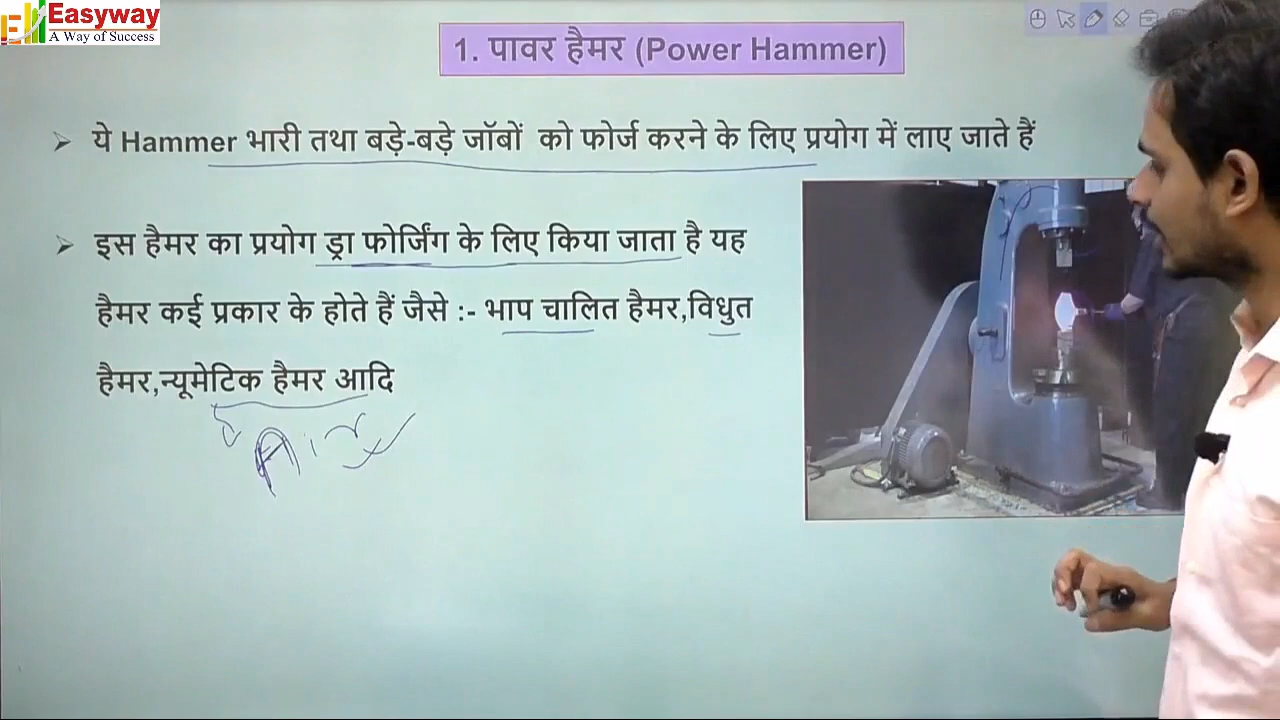 Easyway
A Way of Success
1. पावर हैमर (Power Hammer)
➢ ये Hammer भारी तथा बड़े-बड़े जॉबों को फोर्ज करने के लिए प्रयोग में लाए जाते हैं
➢ इस हैमर का प्रयोग ड्रा फोर्जिंग के लिए किया जाता है यह
हैमर कई प्रकार के होते हैं जैसे :- भाप चालित हैमर,विधुत
हैमर,न्यूमेटिक हैमर आदि
Air